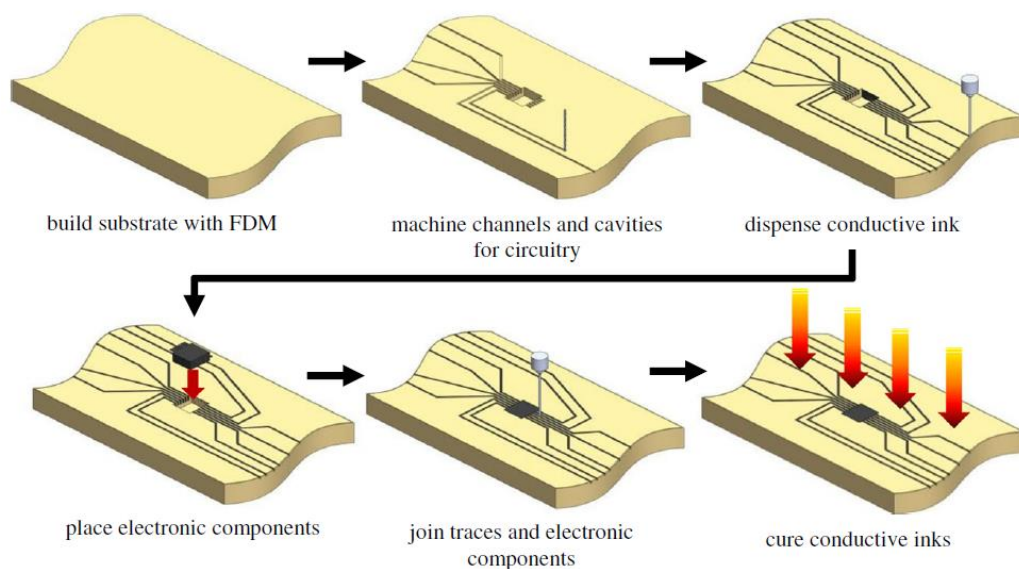 build substrate with FDM
machine channels and cavities
for circuitry
dispense conductive ink
place electronic components
join traces and electronic
components
cure conductive inks